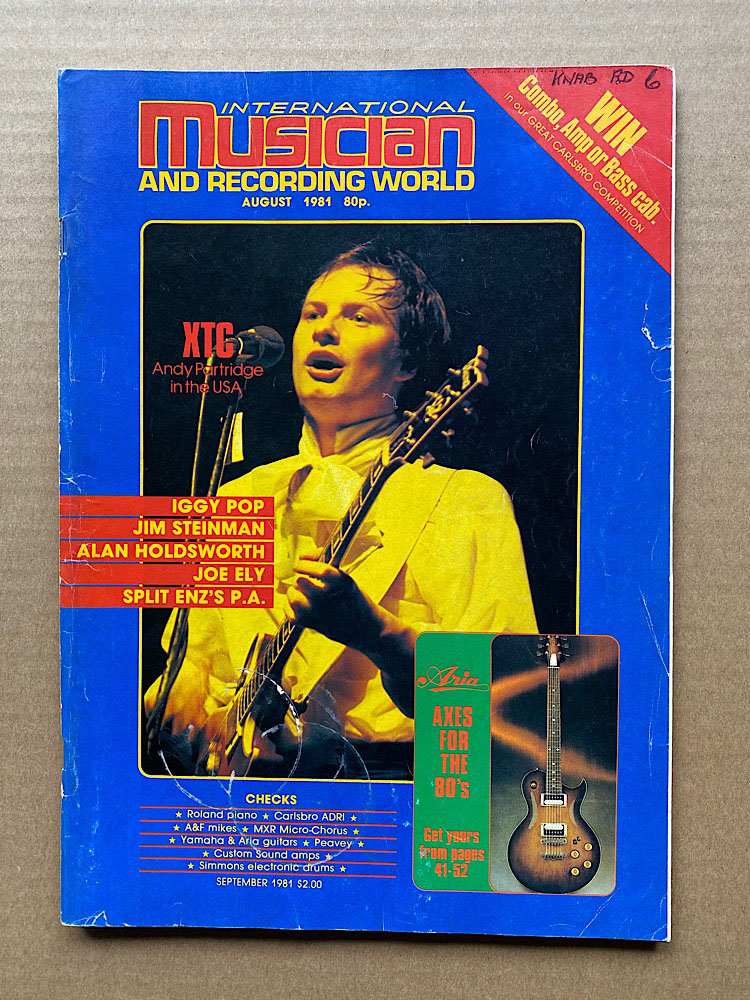 KNAB RD 6
INTERNATIONAL
Musician
AND RECORDING WORLD
AUGUST 1981 80p.
WIN
Combo, Amp or Bass cab.
in our GREAT CARLSBRO COMPETITION
XTC
Andy Partridge
in the USA
IGGY POP
JIM STEINMAN
ALAN HOLDSWORTH
JOE ELY
SPLIT ENZ'S P.A.
Aria
AXES
FOR
THE
80's
Get yours
from pages
41-52
CHECKS
★ Roland piano ★ Carlsbro ADRI ★
★ A&F mikes ★ MXR Micro-Chorus ★
★ Yamaha & Aria guitars ★ Peavey ★
★ Custom Sound amps ★
★ Simmons electronic drums ★
SEPTEMBER 1981 $2.00